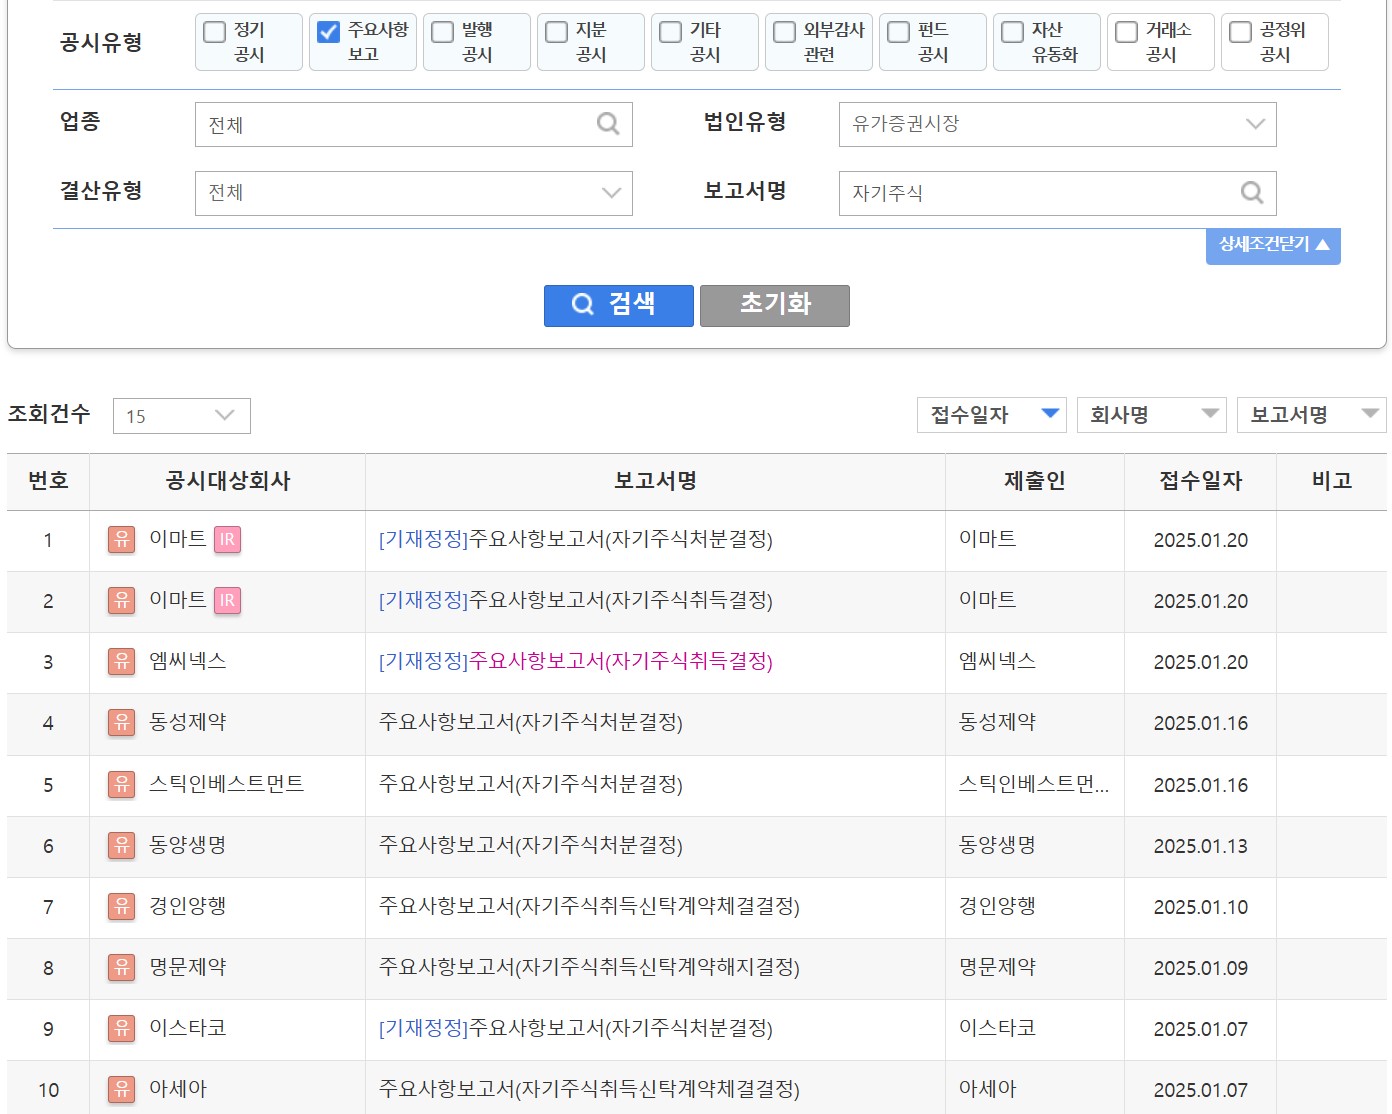 공시유형 정기 공시 주요사항 보고 발행 공시 지분 공시 기타 공시 외부감사 관련 펀드 공시 자산 유동화 거래소 공시 공정위 공시
업종 전체 법인유형 유가증권시장
결산유형 전체 보고서명 자기주식
상세조건닫기 ▲
검색 초기화
조회건수 15 접수일자 회사명 보고서명
번호 공시대상회사 보고서명 제출인 접수일자 비고
1 유 이마트 IR [기재정정]주요사항보고서(자기주식처분결정) 이마트 2025.01.20
2 유 이마트 IR [기재정정]주요사항보고서(자기주식취득결정) 이마트 2025.01.20
3 유 엠씨넥스 [기재정정]주요사항보고서(자기주식취득결정) 엠씨넥스 2025.01.20
4 유 동성제약 주요사항보고서(자기주식처분결정) 동성제약 2025.01.16
5 유 스틱인베스트먼트 주요사항보고서(자기주식처분결정) 스틱인베스트먼... 2025.01.16
6 유 동양생명 주요사항보고서(자기주식처분결정) 동양생명 2025.01.13
7 유 경인양행 주요사항보고서(자기주식취득신탁계약체결결정) 경인양행 2025.01.10
8 유 명문제약 주요사항보고서(자기주식취득신탁계약해지결정) 명문제약 2025.01.09
9 유 이스타코 [기재정정]주요사항보고서(자기주식처분결정) 이스타코 2025.01.07
10 유 아세아 주요사항보고서(자기주식취득신탁계약체결결정) 아세아 2025.01.07